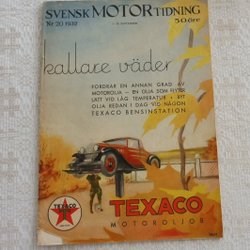 SVENSK MOTOR TIDNING
Nr 20 1932
50 öre
kallare väder
FORDRAR EN ANNAN GRAD AV
MOTOROLJA — EN OLJA SOM FLYTER
LÄTT VID LÅG TEMPERATUR • BYT
OLJA REDAN I DAG VID NÅGON
TEXACO BENSINSTATION
TEXACO
TEXACO
MOTOROLJOR